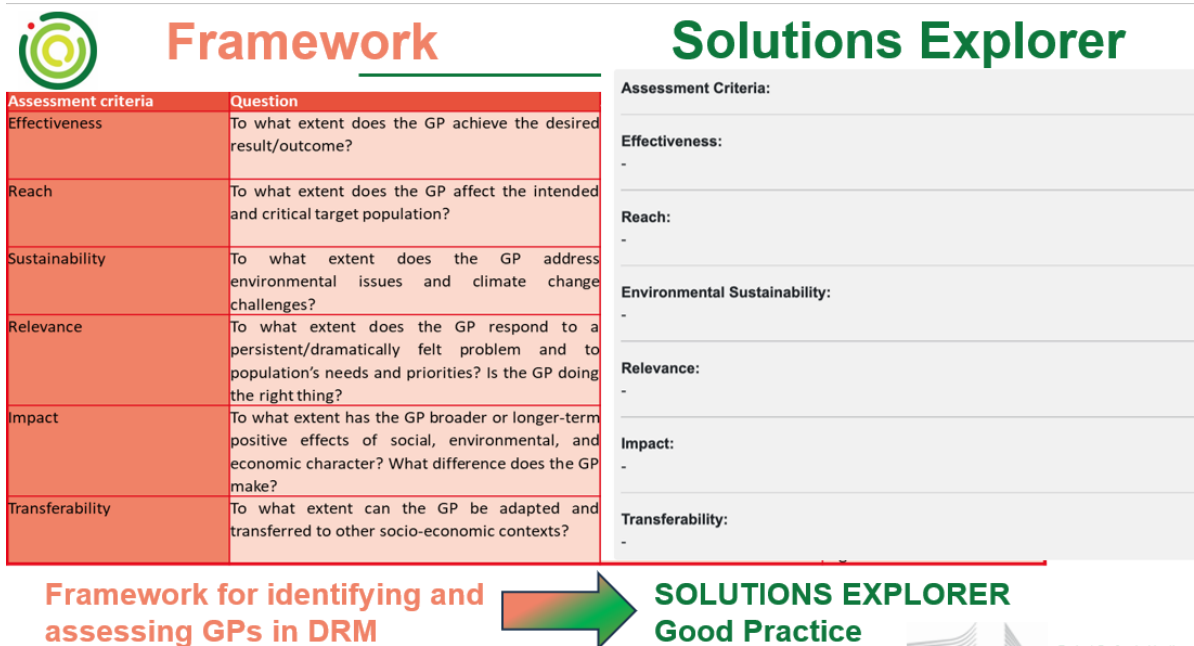 Framework
Assessment criteria Question
Effectiveness To what extent does the GP achieve the desired
result/outcome?
Reach To what extent does the GP affect the intended
and critical target population?
Sustainability To what extent does the GP address
environmental issues and climate change
challenges?
Relevance To what extent does the GP respond to a
persistent/dramatically felt problem and to
population's needs and priorities? Is the GP doing
the right thing?
Impact To what extent has the GP broader or longer-term
positive effects of social, environmental, and
economic character? What difference does the GP
make?
Transferability To what extent can the GP be adapted and
transferred to other socio-economic contexts?
Framework for identifying and
assessing GPs in DRM
Solutions Explorer
Assessment Criteria:
Effectiveness:
-
Reach:
-
Environmental Sustainability:
-
Relevance:
-
Impact:
-
Transferability:
-
SOLUTIONS EXPLORER
Good Practice